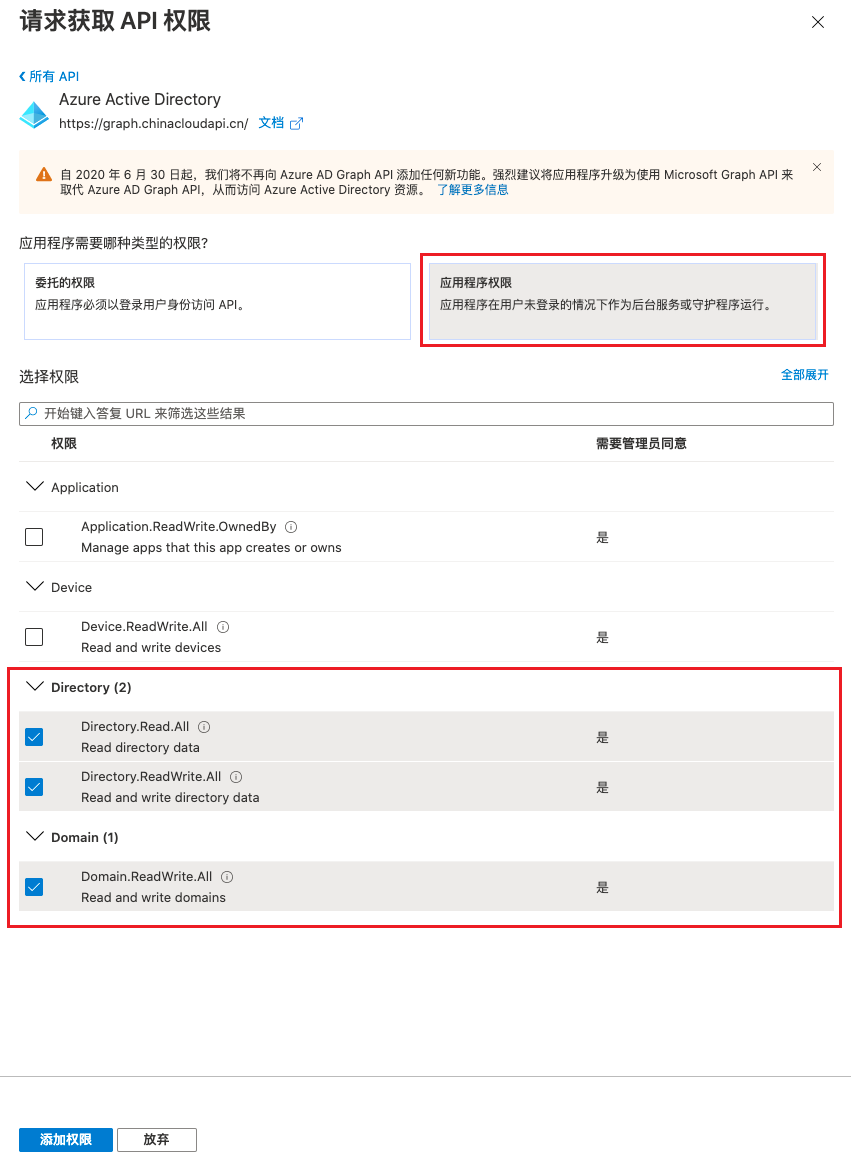 请求获取 API 权限
所有 API
Azure Active Directory
https://graph.chinacloudapi.cn/ 文档
自 2020 年 6 月 30 日起，我们将不再向 Azure AD Graph API 添加任何新功能。强烈建议将应用程序升级为使用 Microsoft Graph API 来
取代 Azure AD Graph API，从而访问 Azure Active Directory 资源。 了解更多信息
应用程序需要哪种类型的权限?
委托的权限
应用程序必须以登录用户身份访问 API。
应用程序权限
应用程序在用户未登录的情况下作为后台服务或守护程序运行。
选择权限 全部展开
开始键入答复 URL 来筛选这些结果
权限 需要管理员同意
Application
Application.ReadWrite.OwnedBy
Manage apps that this app creates or owns
是
Device
Device.ReadWrite.All
Read and write devices
是
Directory (2)
Directory.Read.All
Read directory data
是
Directory.ReadWrite.All
Read and write directory data
是
Domain (1)
Domain.ReadWrite.All
Read and write domains
是
添加权限 放弃